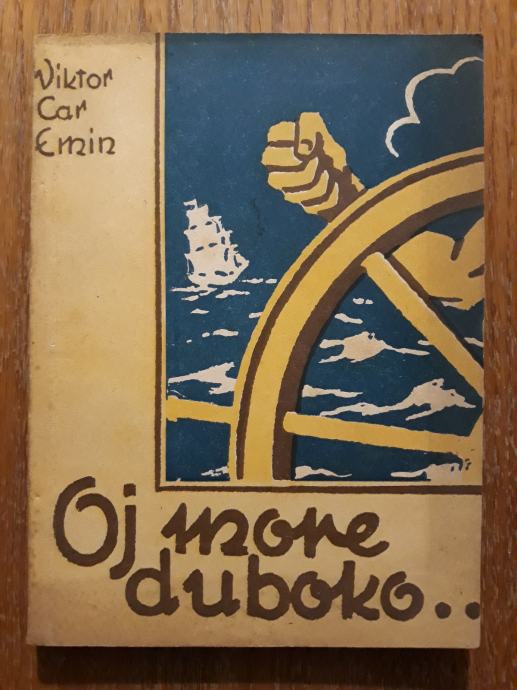 Viktor
Car
Emin
Oj more
duboko..